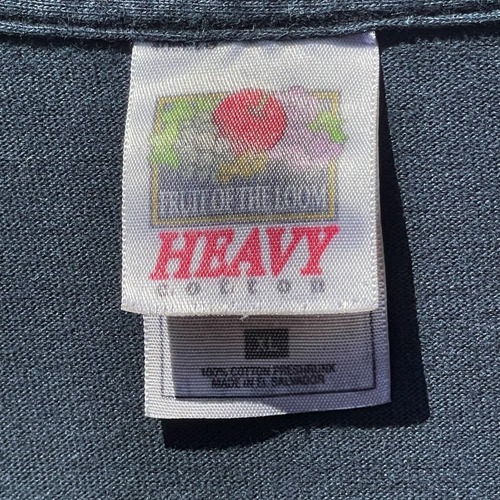 FRUIT OF THE LOOM
HEAVY
COTTON
XL
100% COTTON PRESHRUNK
MADE IN EL SALVADOR